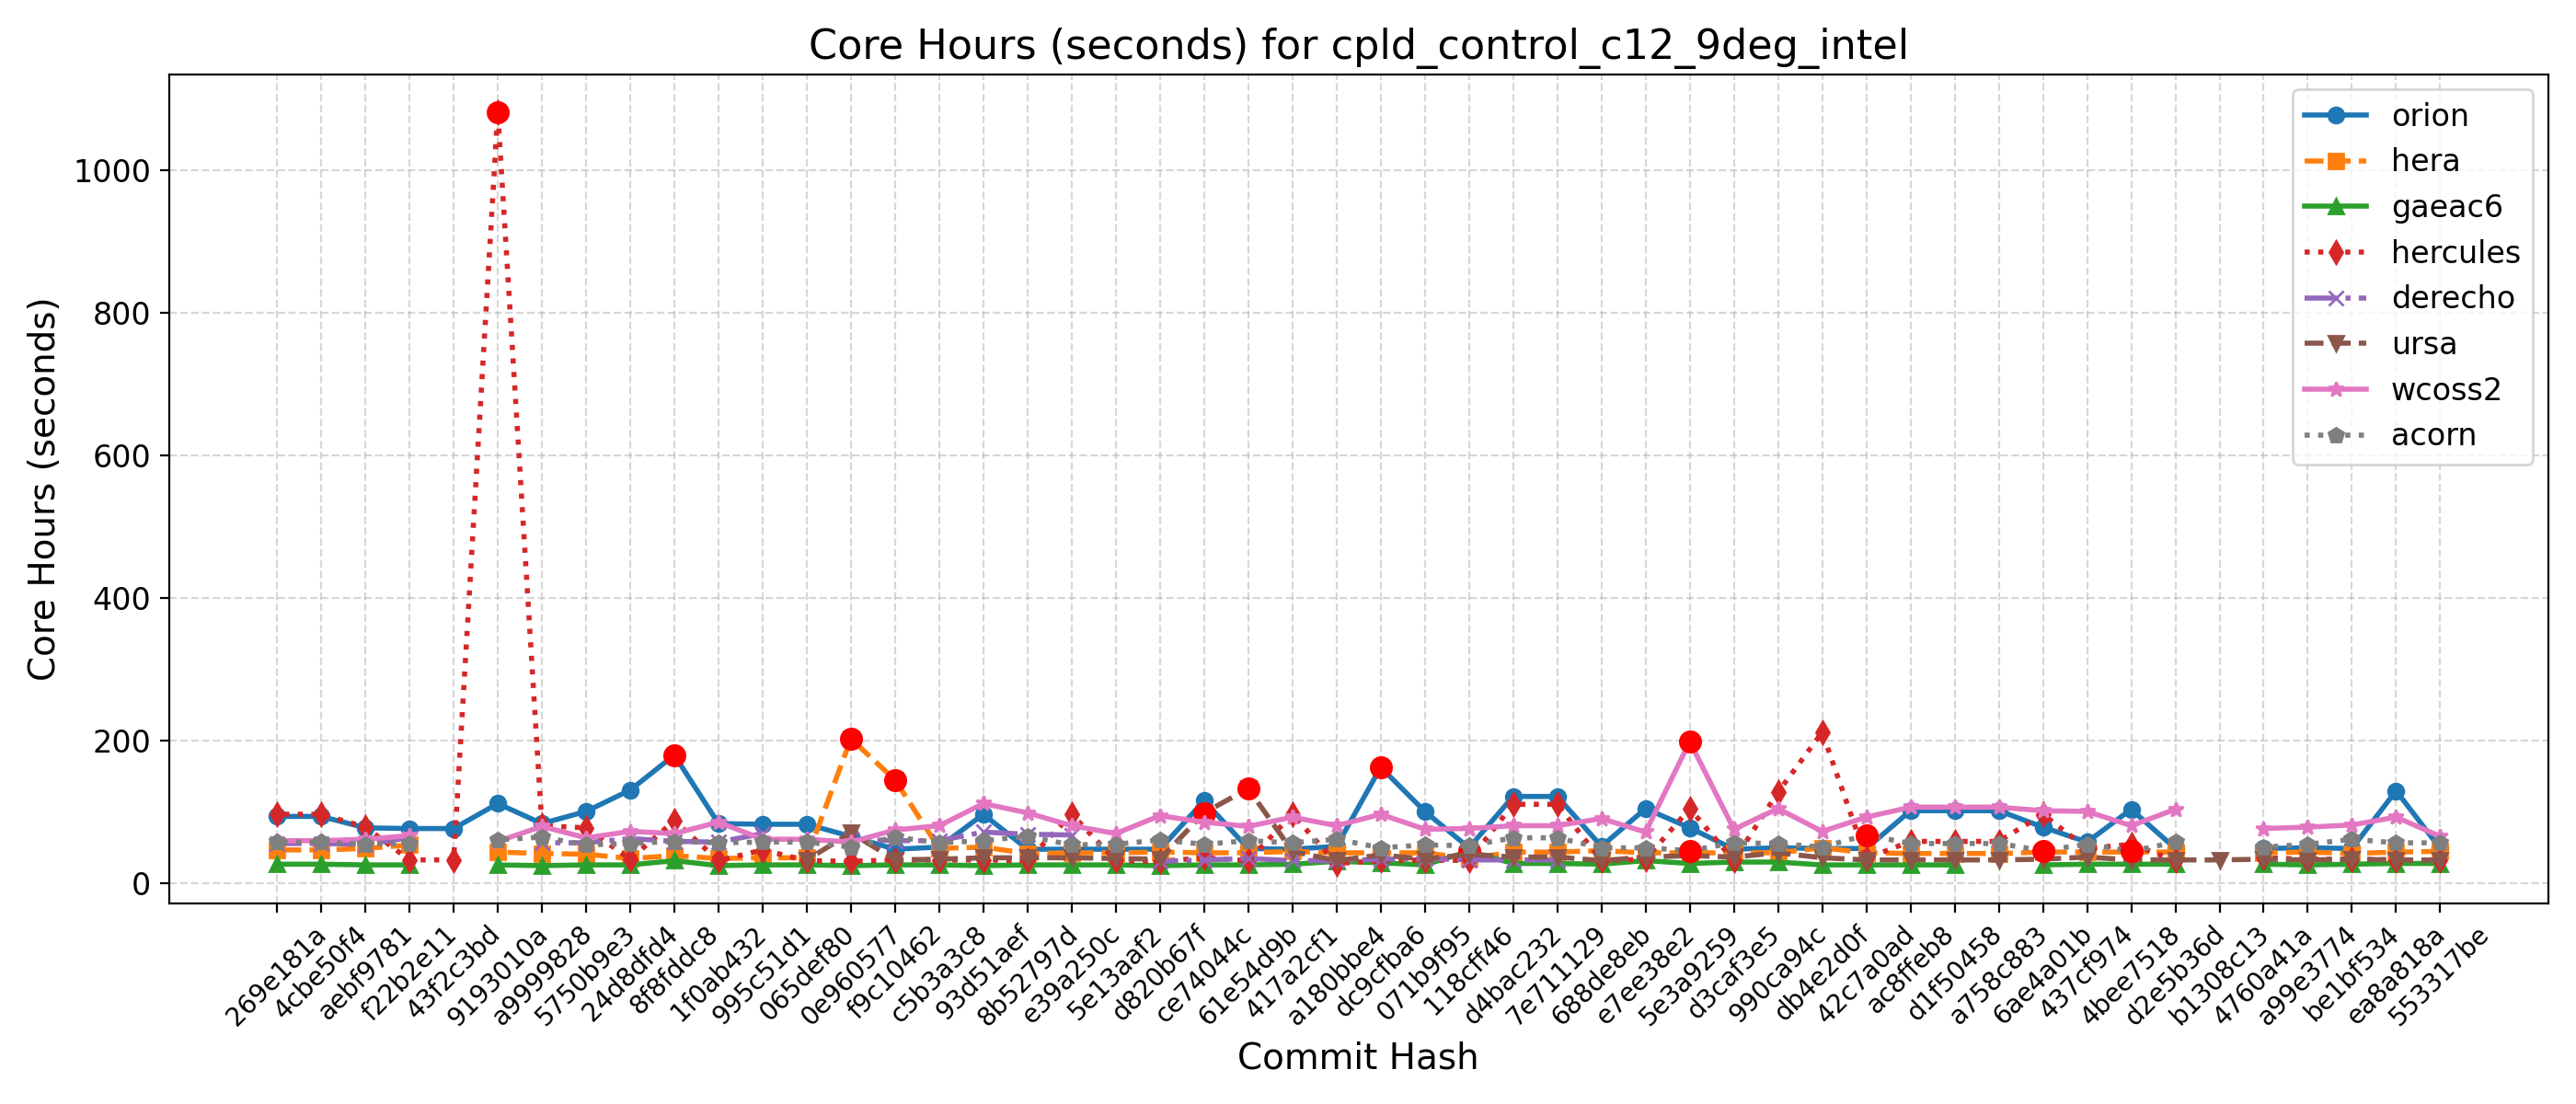 Core Hours (seconds) for cpld_control_c12_9deg_intel
Core Hours (seconds)
1000
800
600
400
200
0
orion
hera
gaeac6
hercules
derecho
ursa
wcoss2
acorn
269e181a
4cbe50f4
aebf9781
f22b2e11
43f2c3bd
9193010a
a9999828
5750b9e3
24d8dfd4
8f8fddc8
1f0ab432
995c51d1
065def80
0e960577
f9c10462
c5b3a3c8
93d51aef
8b52797d
e39a250c
5e13aaf2
d820b67f
ce74044c
61e54d9b
417a2cf1
a180bbe4
dc9cfba6
071b9f95
118cff46
d4bac232
7e711129
688de8eb
e7ee38e2
5e3a9259
d3caf3e5
990ca94c
db4e2d0f
42c7a0ad
ac8ffeb8
d1f50458
a758c883
6ae4a01b
437cf974
4bee7518
d2e5b36d
b1308c13
4760a41a
a99e3774
be1bf534
ea8a818a
553317be
Commit Hash